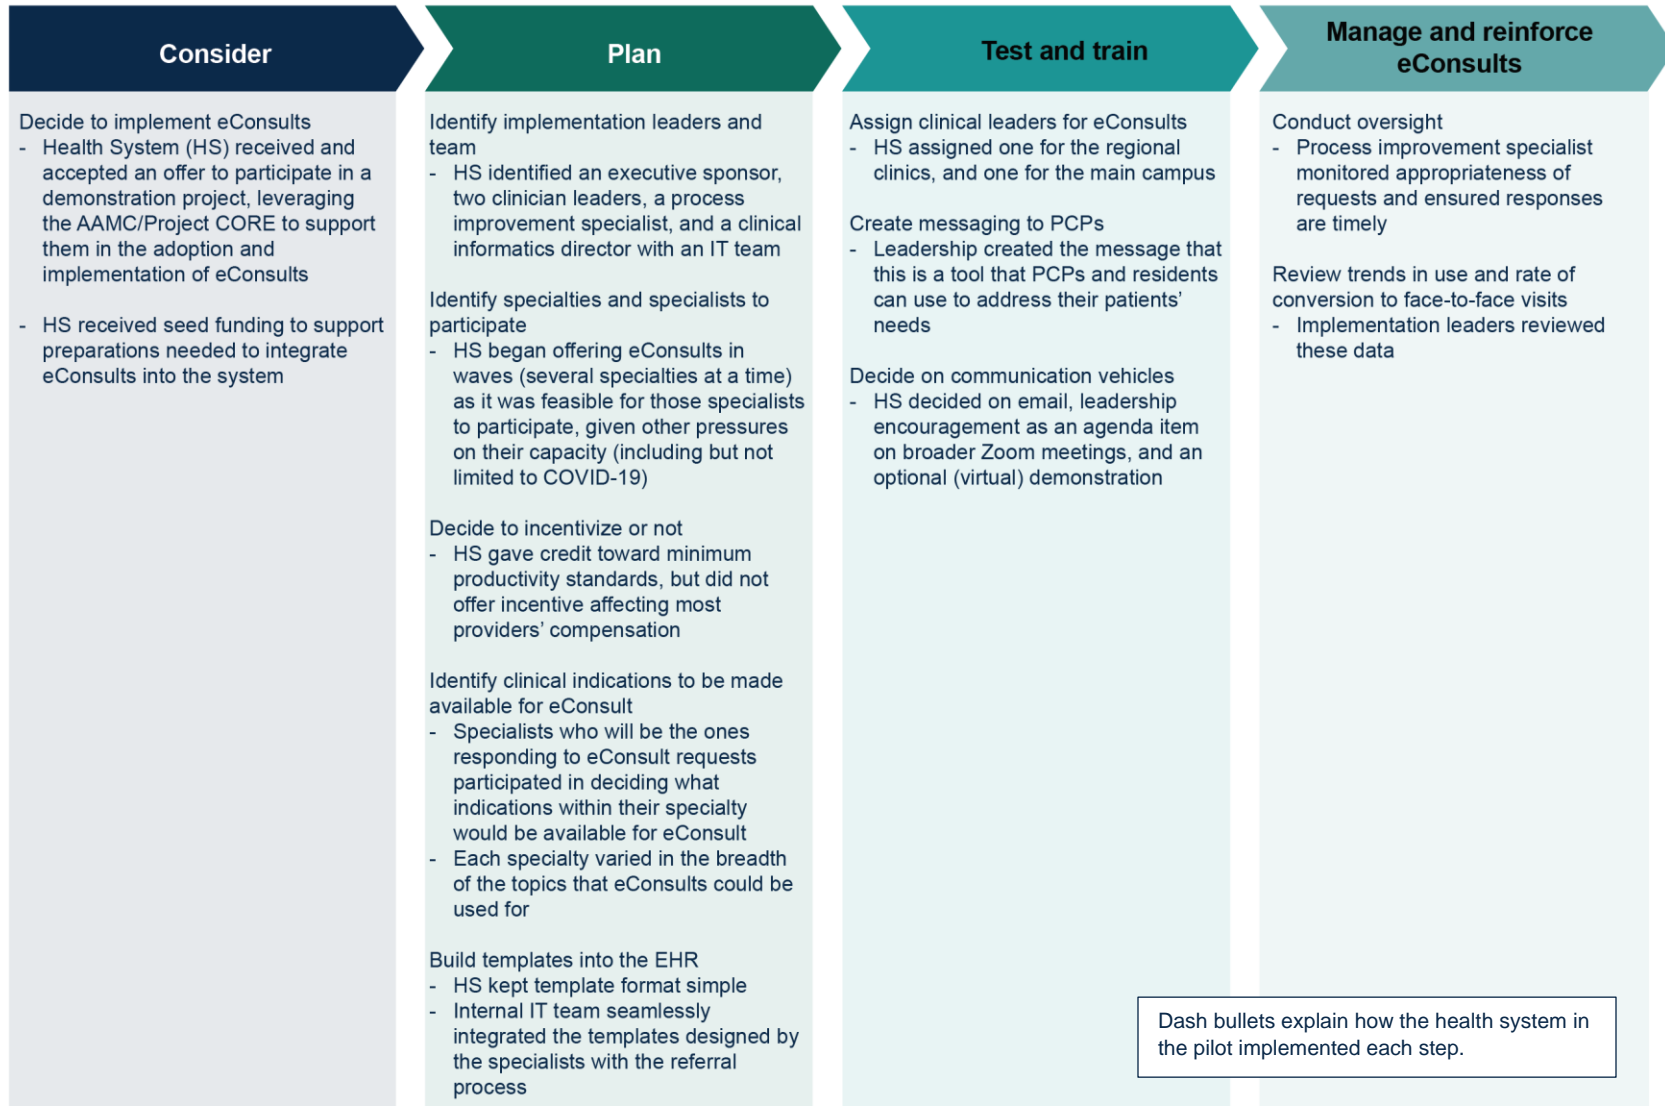 Consider
Decide to implement eConsults
- Health System (HS) received and
accepted an offer to participate in a
demonstration project, leveraging
the AAMC/Project CORE to support
them in the adoption and
implementation of eConsults
- HS received seed funding to support
preparations needed to integrate
eConsults into the system
Plan
Identify implementation leaders and
team
- HS identified an executive sponsor,
two clinician leaders, a process
improvement specialist, and a clinical
informatics director with an IT team
Identify specialties and specialists to
participate
- HS began offering eConsults in
waves (several specialties at a time)
as it was feasible for those specialists
to participate, given other pressures
on their capacity (including but not
limited to COVID-19)
Decide to incentivize or not
- HS gave credit toward minimum
productivity standards, but did not
offer incentive affecting most
providers’ compensation
Identify clinical indications to be made
available for eConsult
- Specialists who will be the ones
responding to eConsult requests
participated in deciding what
indications within their specialty
would be available for eConsult
- Each specialty varied in the breadth
of the topics that eConsults could be
used for
Build templates into the EHR
- HS kept template format simple
- Internal IT team seamlessly
integrated the templates designed by
the specialists with the referral
process
Test and train
Assign clinical leaders for eConsults
- HS assigned one for the regional
clinics, and one for the main campus
Create messaging to PCPs
- Leadership created the message that
this is a tool that PCPs and residents
can use to address their patients’
needs
Decide on communication vehicles
- HS decided on email, leadership
encouragement as an agenda item
on broader Zoom meetings, and an
optional (virtual) demonstration
Manage and reinforce
eConsults
Conduct oversight
- Process improvement specialist
monitored appropriateness of
requests and ensured responses
are timely
Review trends in use and rate of
conversion to face-to-face visits
- Implementation leaders reviewed
these data
Dash bullets explain how the health system in
the pilot implemented each step.